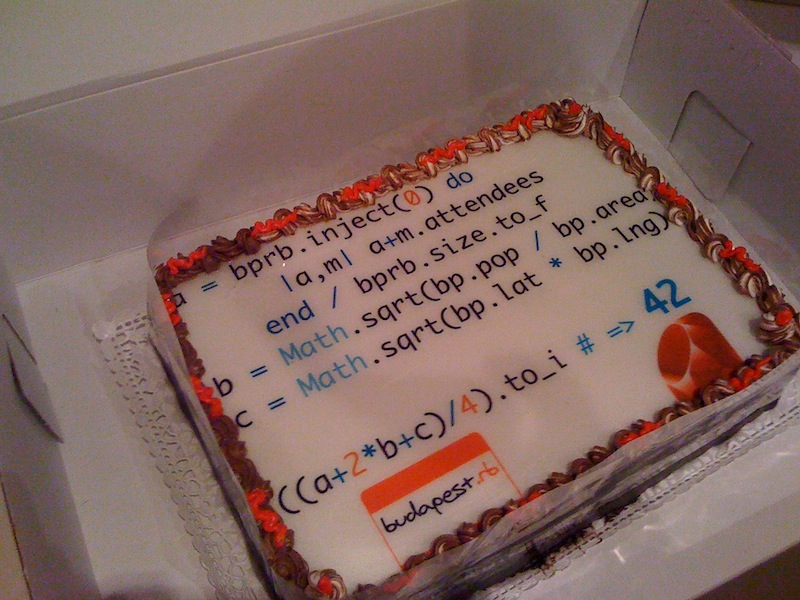 a = bprb.inject(0) do
|a,m| a+m.attendees
end / bprb.size.to_f
b = Math.sqrt(bp.pop / bp.area)
c = Math.sqrt(bp.lat * bp.lng)
((a+2*b+c)/4).to_i # => 42
budapest.rb